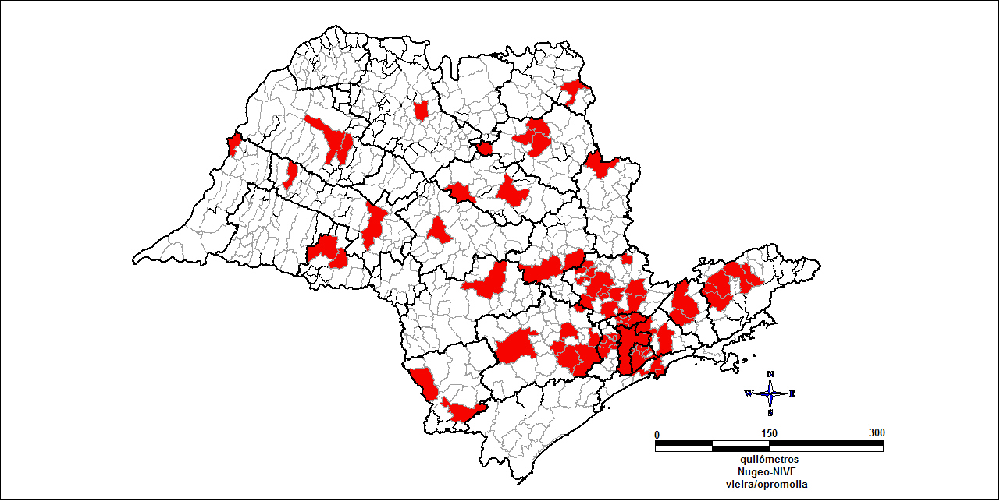 N
W E
S
0 150 300
quilômetros
Nugeo-NIVE
vieira/opromolla